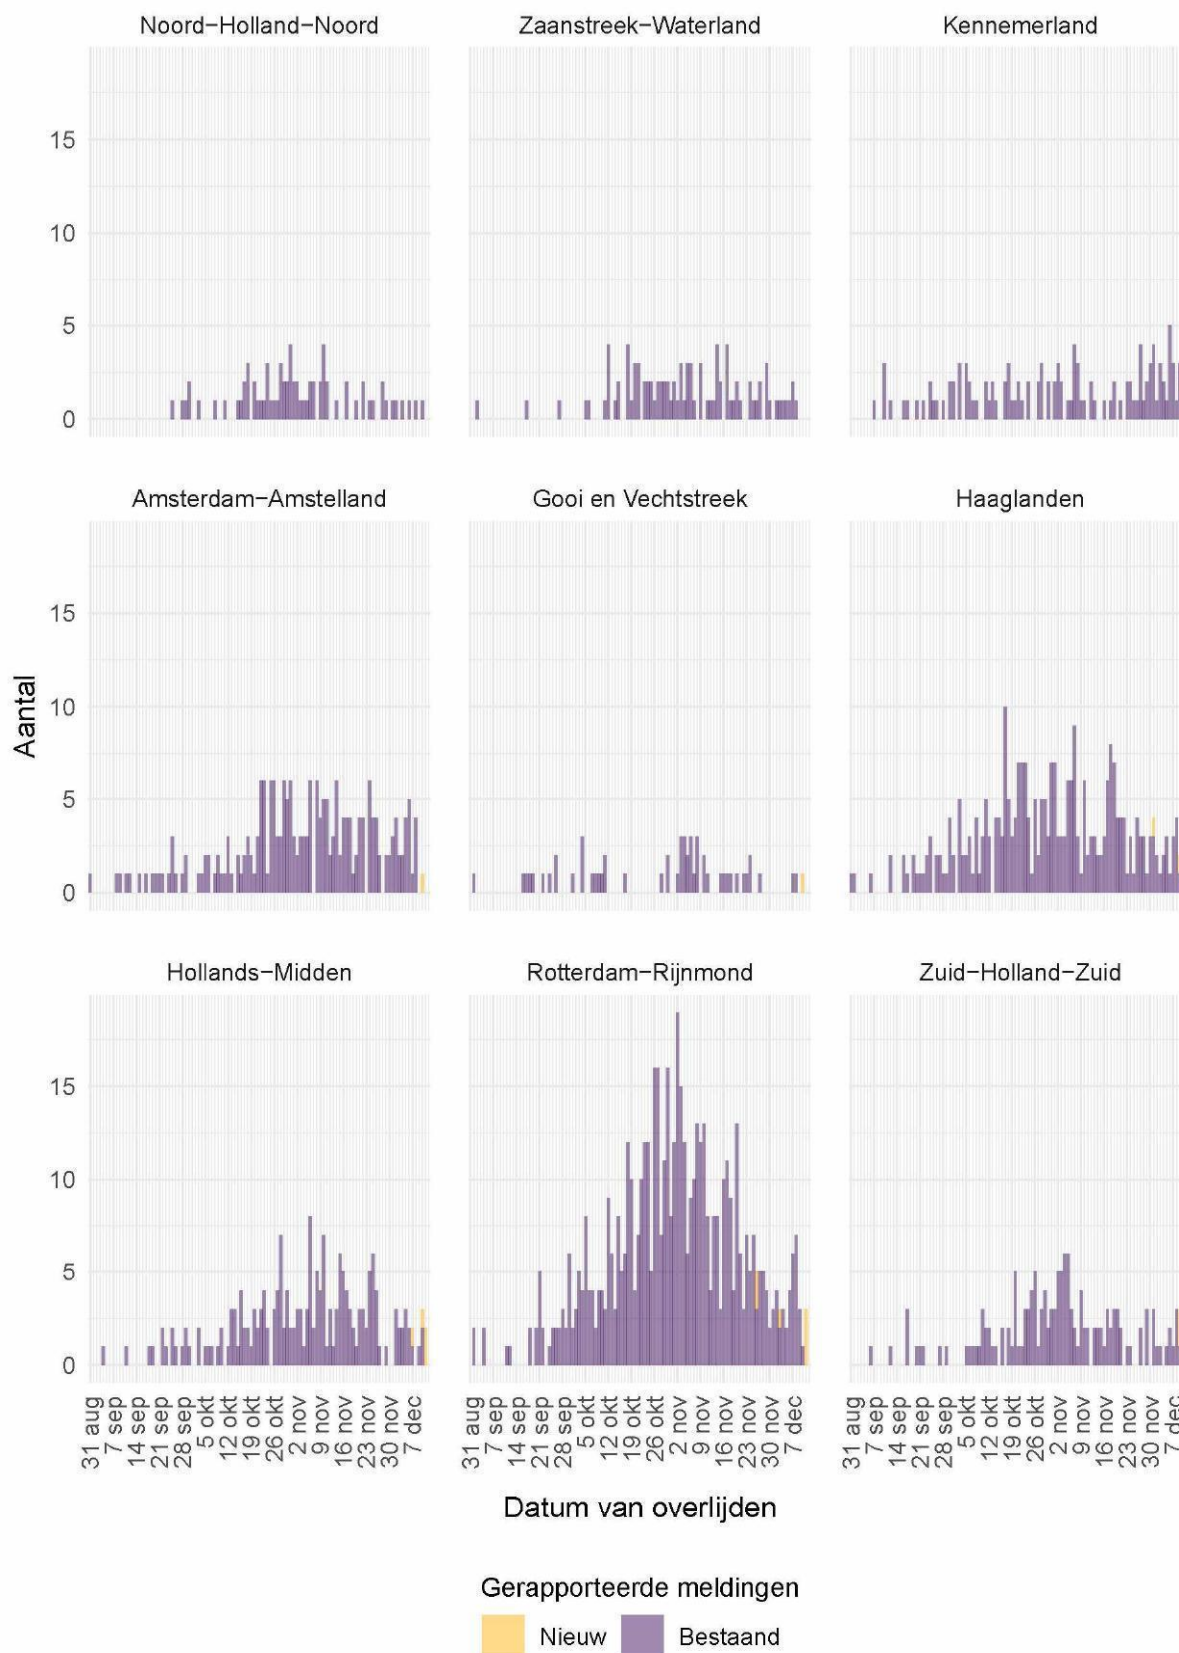 Noord−Holland−Noord Zaanstreek−Waterland Kennemerland
15
10
5
0
Amsterdam−Amstelland Gooi en Vechtstreek Haaglanden
15
10
5
0
Aantal
Hollands−Midden Rotterdam−Rijnmond Zuid−Holland−Zuid
15
10
5
0
31 aug 7 sep 14 sep 21 sep 28 sep 5 okt 12 okt 19 okt 26 okt 2 nov 9 nov 16 nov 23 nov 30 nov 7 dec
31 aug 7 sep 14 sep 21 sep 28 sep 5 okt 12 okt 19 okt 26 okt 2 nov 9 nov 16 nov 23 nov 30 nov 7 dec
31 aug 7 sep 14 sep 21 sep 28 sep 5 okt 12 okt 19 okt 26 okt 2 nov 9 nov 16 nov 23 nov 30 nov 7 dec
Datum van overlijden
Gerapporteerde meldingen
Nieuw Bestaand